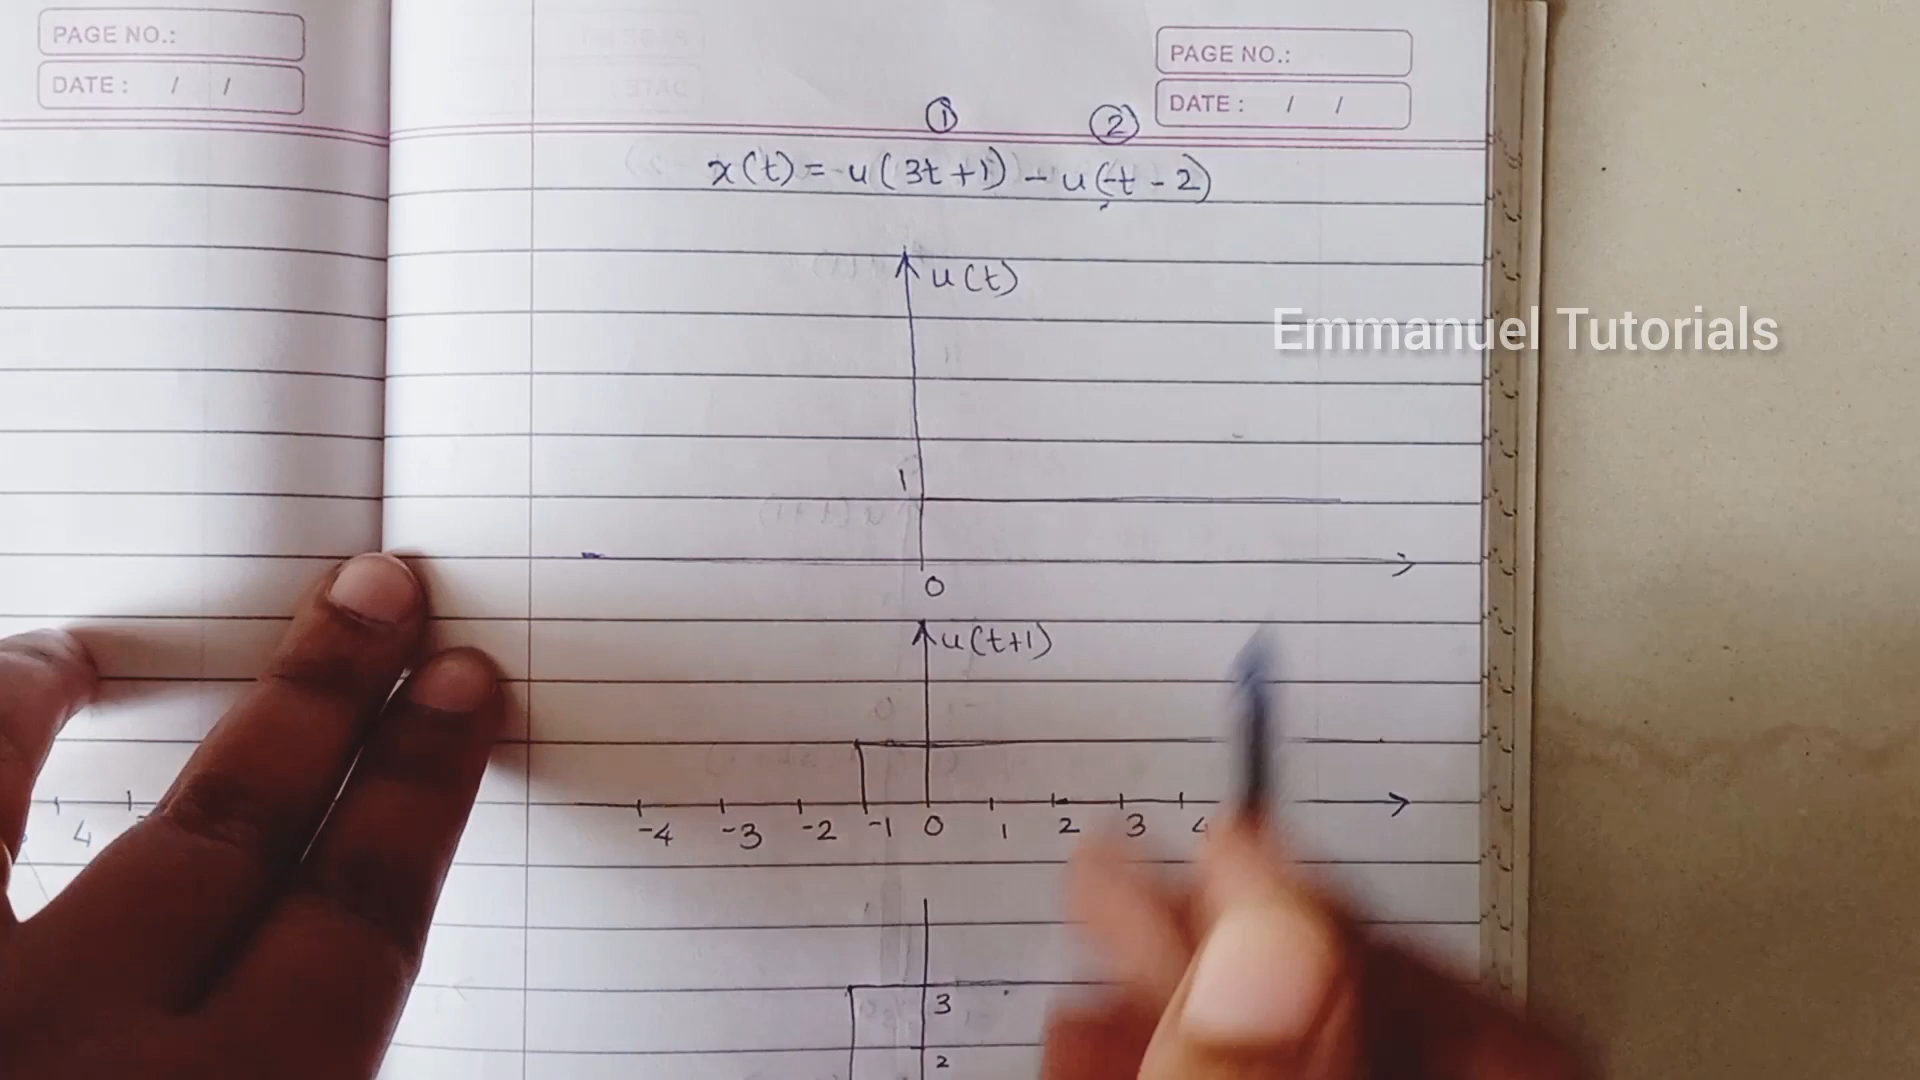 PAGE NO.:
DATE : / /
PAGE NO.:
DATE : / /
① ②
x(t) = u(3t+1) - u(-t-2)
u(t)
Emmanuel Tutorials
1
0
u(t+1)
4
-4 -3 -2 -1 0 1 2 3 4
3
2